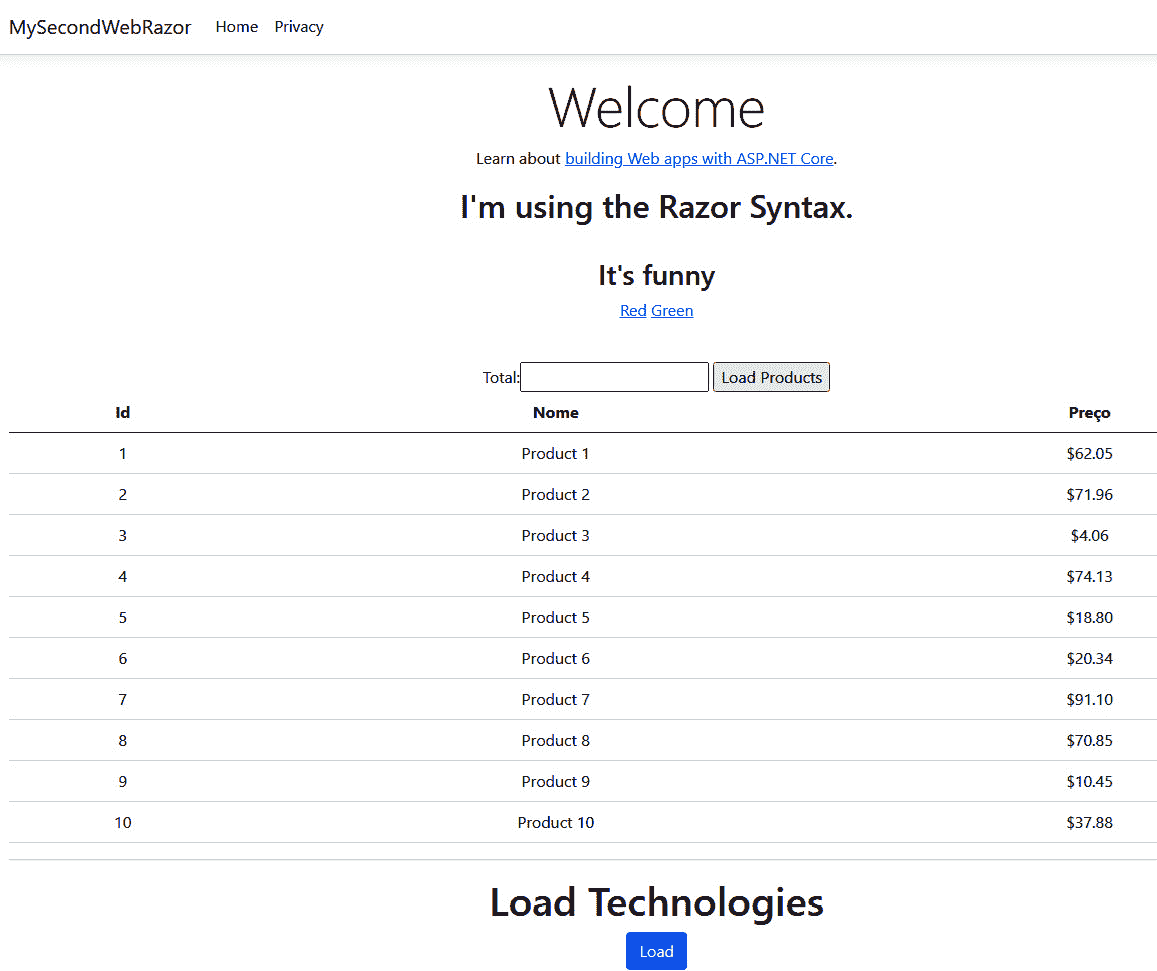 MySecondWebRazor Home Privacy
Welcome
Learn about building Web apps with ASP.NET Core.
I'm using the Razor Syntax.
It's funny
Red Green
Total: Load Products
Id Nome Preço
1 Product 1 $62.05
2 Product 2 $71.96
3 Product 3 $4.06
4 Product 4 $74.13
5 Product 5 $18.80
6 Product 6 $20.34
7 Product 7 $91.10
8 Product 8 $70.85
9 Product 9 $10.45
10 Product 10 $37.88
Load Technologies
Load